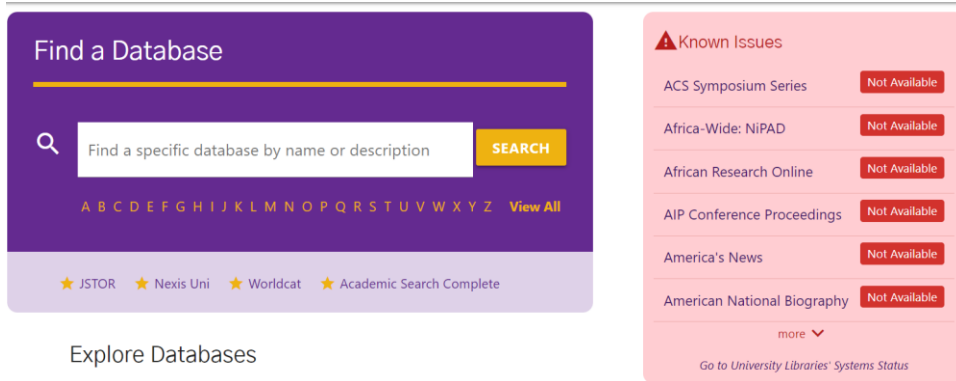 Find a Database
Find a specific database by name or description
SEARCH
A B C D E F G H I J K L M N O P Q R S T U V W X Y Z View All
JSTOR Nexis Uni Worldcat Academic Search Complete
Explore Databases
Known Issues
ACS Symposium Series Not Available
Africa-Wide: NiPAD Not Available
African Research Online Not Available
AIP Conference Proceedings Not Available
America's News Not Available
American National Biography Not Available
more
Go to University Libraries' Systems Status